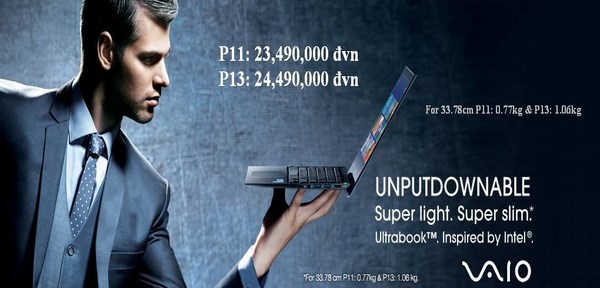 P11: 23,490,000 đvn
P13: 24,490,000 đvn
For 33.78cm P11: 0.77kg & P13: 1.06kg
UNPUTDOWNABLE
Super light. Super slim.*
Ultrabook™. Inspired by Intel®.
VAIO
*For 33.78 cm P11: 0.77kg & P13: 1.06 kg.